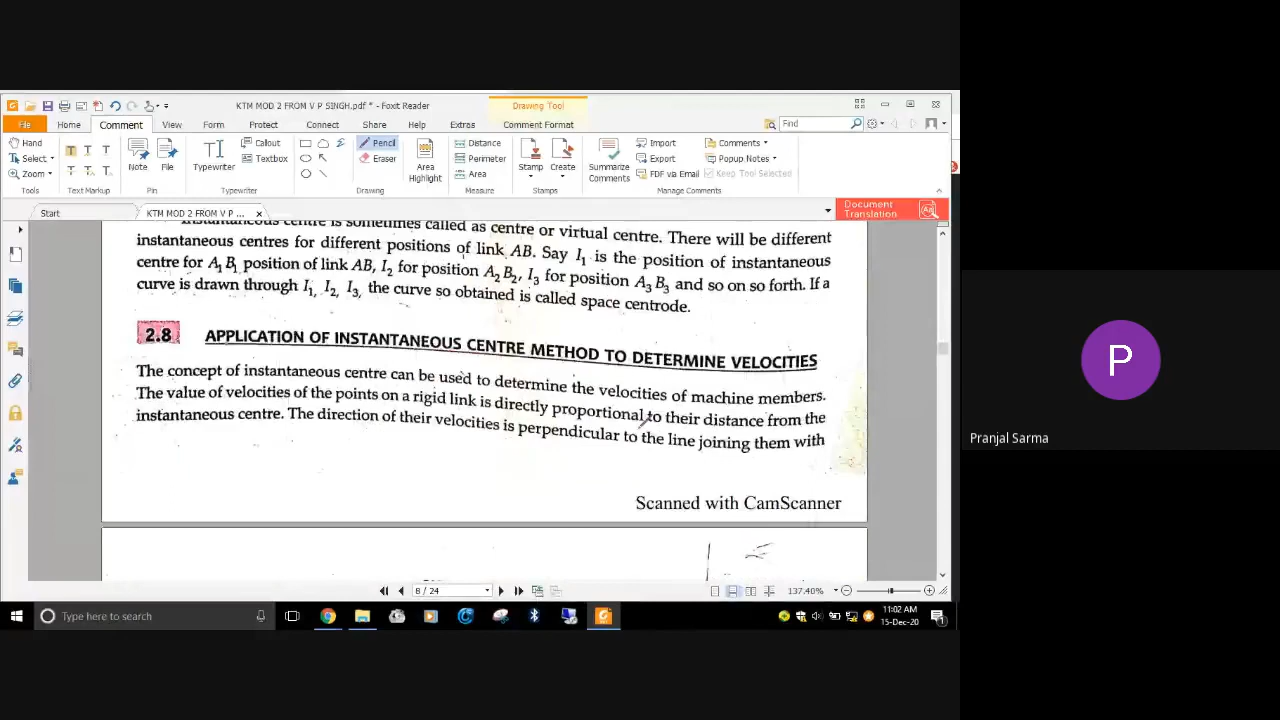 KTM MOD 2 FROM V P SINGH.pdf * - Foxit Reader
Drawing Tool
File Home Comment View Form Protect Connect Share Help Extras Comment Format
Find
Hand
Select
Zoom
Tools
T T T
T T T
Text Markup
Note
File
Pin
Typewriter
Callout
Textbox
Typewriter
Pencil
Eraser
Drawing
Area
Highlight
Distance
Perimeter
Area
Measure
Stamp
Create
Stamps
Summarize
Comments
Import
Export
FDF via Email
Comments
Popup Notes
Keep Tool Selected
Manage Comments
Start
KTM MOD 2 FROM V P ...
Document
Translation
Instantaneous centre is sometimes called as centre or virtual centre. There will be different
instantaneous centres for different positions of link AB. Say I₁ is the position of instantaneous
centre for A₁B₁ position of link AB, I₂ for position A₂B₂, I₃ for position A₃B₃ and so on so forth. If a
curve is drawn through I₁, I₂, I₃, the curve so obtained is called space centrode.
2.8 APPLICATION OF INSTANTANEOUS CENTRE METHOD TO DETERMINE VELOCITIES
The concept of instantaneous centre can be used to determine the velocities of machine members.
The value of velocities of the points on a rigid link is directly proportional to their distance from the
instantaneous centre. The direction of their velocities is perpendicular to the line joining them with
Scanned with CamScanner
8 / 24
137.40%
Type here to search
11:02 AM
15-Dec-20
P
Pranjal Sarma